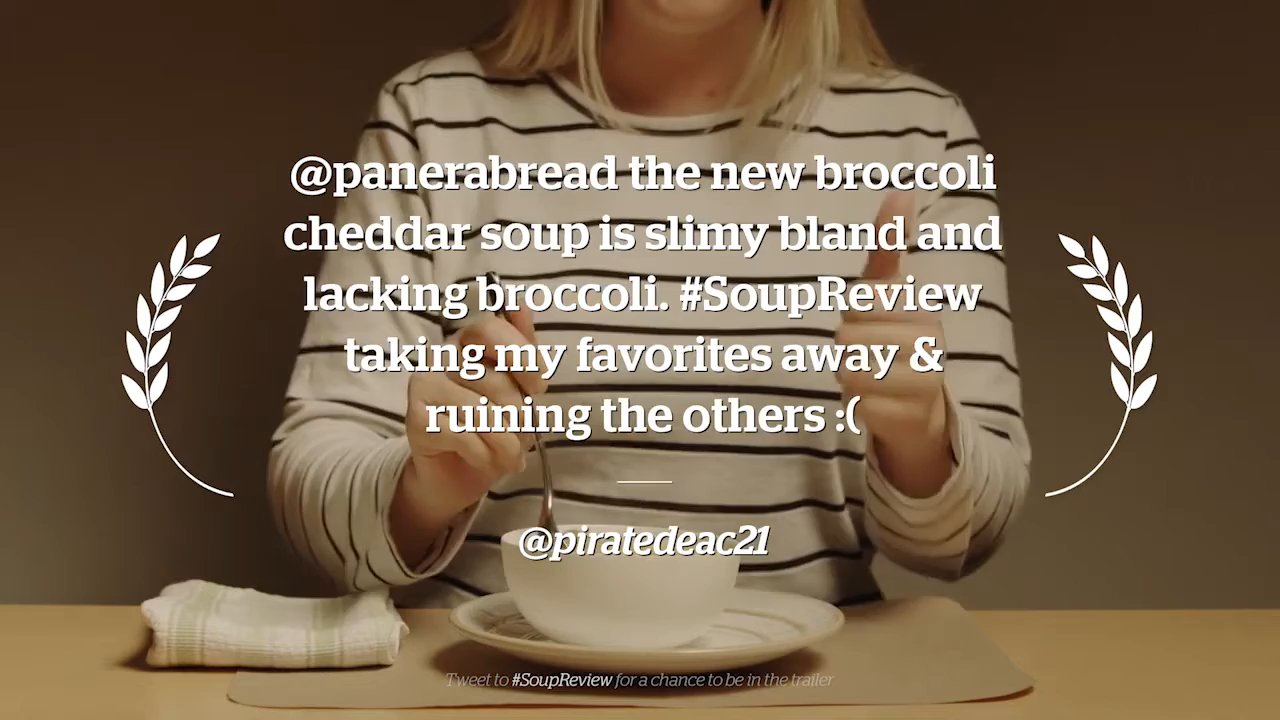 @panerabread the new broccoli
cheddar soup is slimy bland and
lacking broccoli. #SoupReview
taking my favorites away &
ruining the others :(
@piratedeac21
Tweet to #SoupReview for a chance to be in the trailer